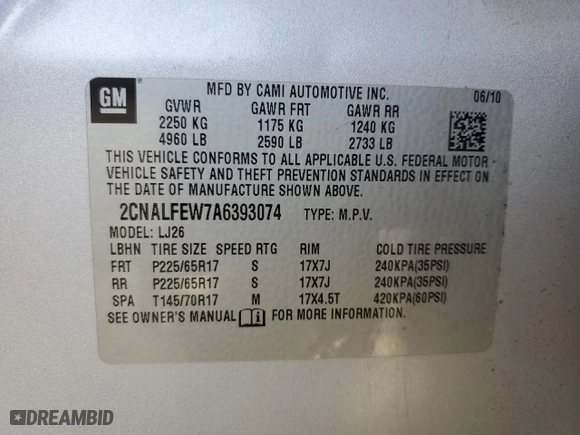 GM
MFD BY CAMI AUTOMOTIVE INC. 06/10
GVWR GAWR FRT GAWR RR
2250 KG 1175 KG 1240 KG
4960 LB 2590 LB 2733 LB
THIS VEHICLE CONFORMS TO ALL APPLICABLE U.S. FEDERAL MOTOR -
VEHICLE SAFETY AND THEFT PREVENTION STANDARDS IN EFFECT ON THE
DATE OF MANUFACTURE SHOWN ABOVE.
2CNALFEW7A6393074 TYPE: M.P.V.
MODEL: LJ26
LBHN TIRE SIZE SPEED RTG RIM COLD TIRE PRESSURE
FRT P225/65R17 S 17X7J 240KPA(35PSI)
RR P225/65R17 S 17X7J 240KPA(35PSI)
SPA T145/70R17 M 17X4.5T 420KPA(60PSI)
SEE OWNER'S MANUAL FOR MORE INFORMATION.
DREAMBID